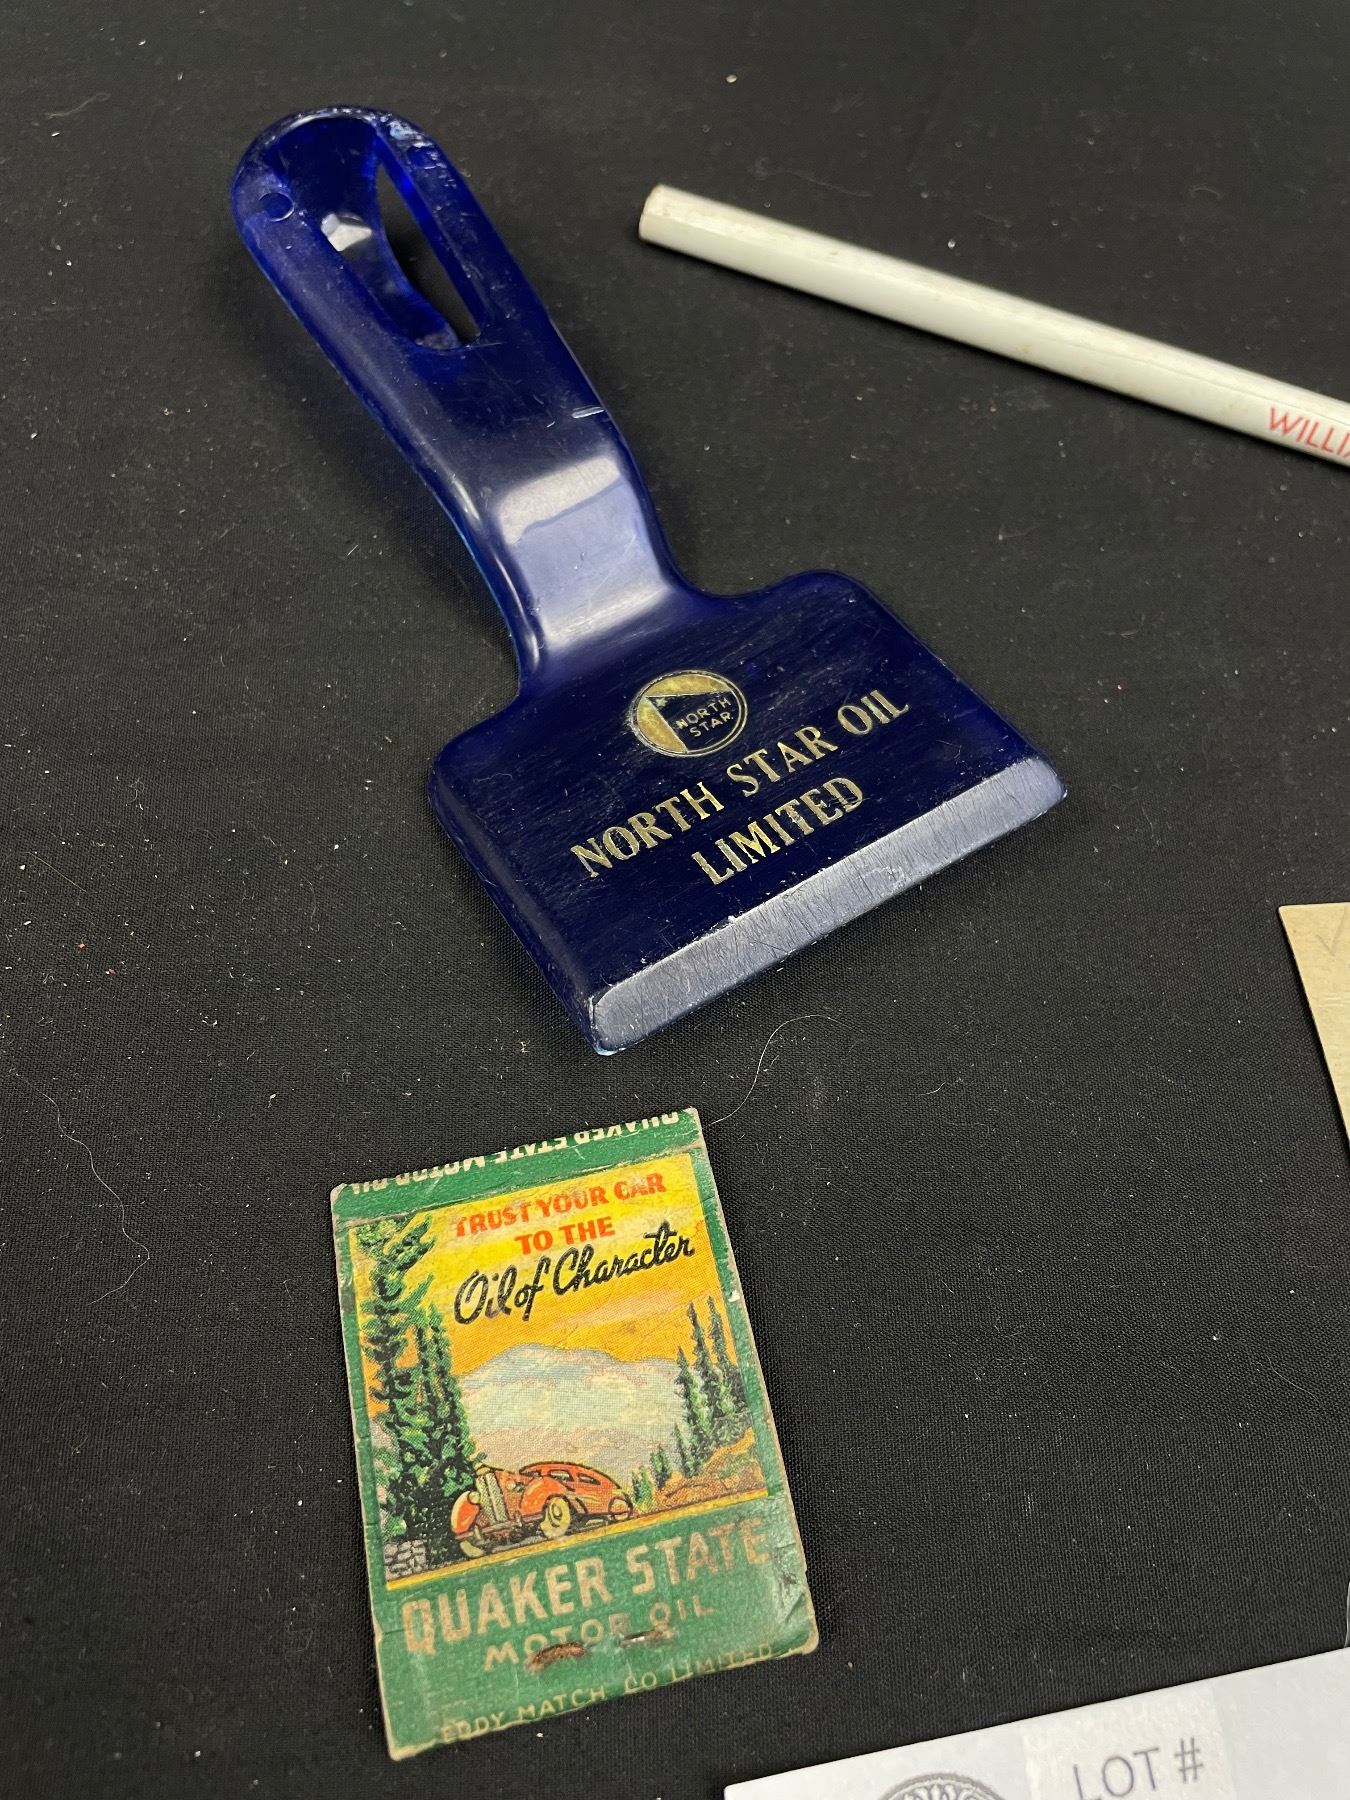 WILLI
NORTH
STAR
NORTH STAR OIL
LIMITED
QUAKER STATE MOTOR OIL
TRUST YOUR CAR
TO THE
Oil of Character
QUAKER STATE
MOTOR OIL
EDDY MATCH CO LIMITED
LOT #